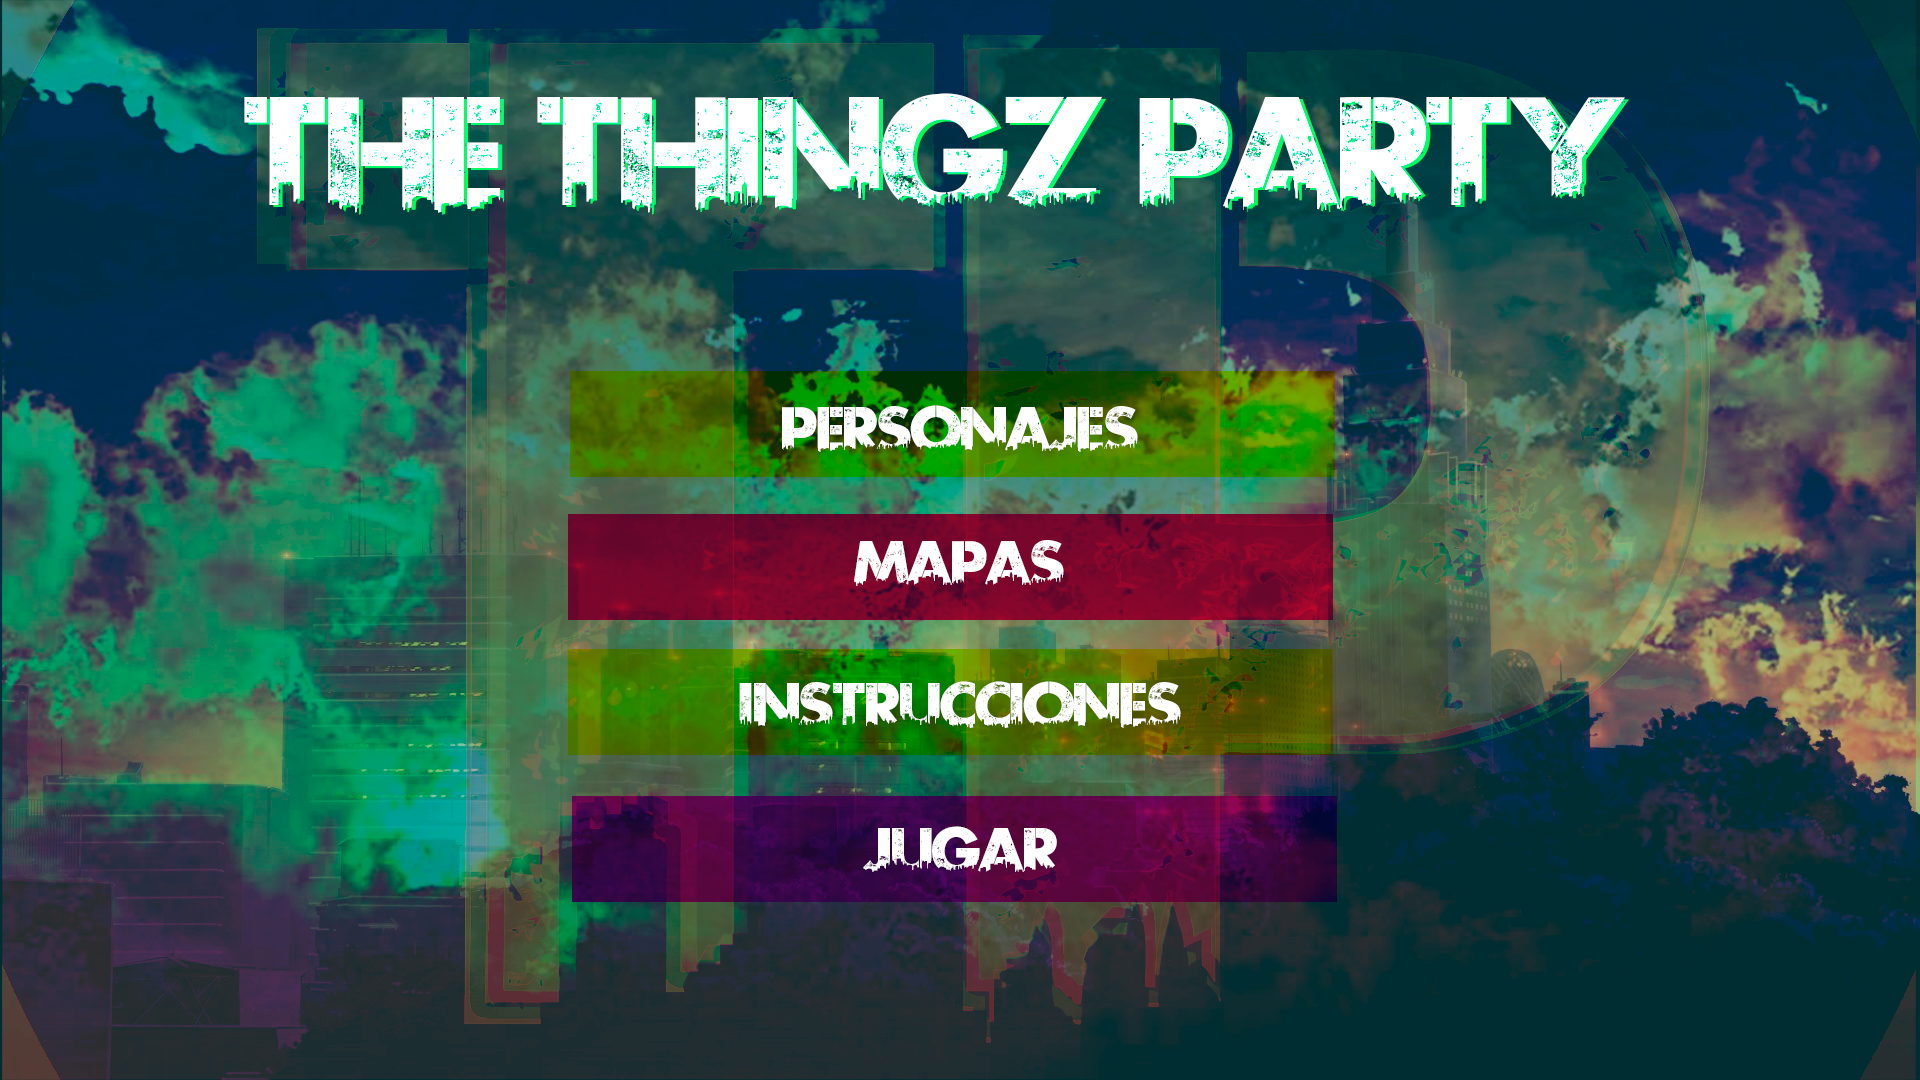 THE THINGZ PARTY
PERSONAJES
MAPAS
INSTRUCCIONES
JUGAR